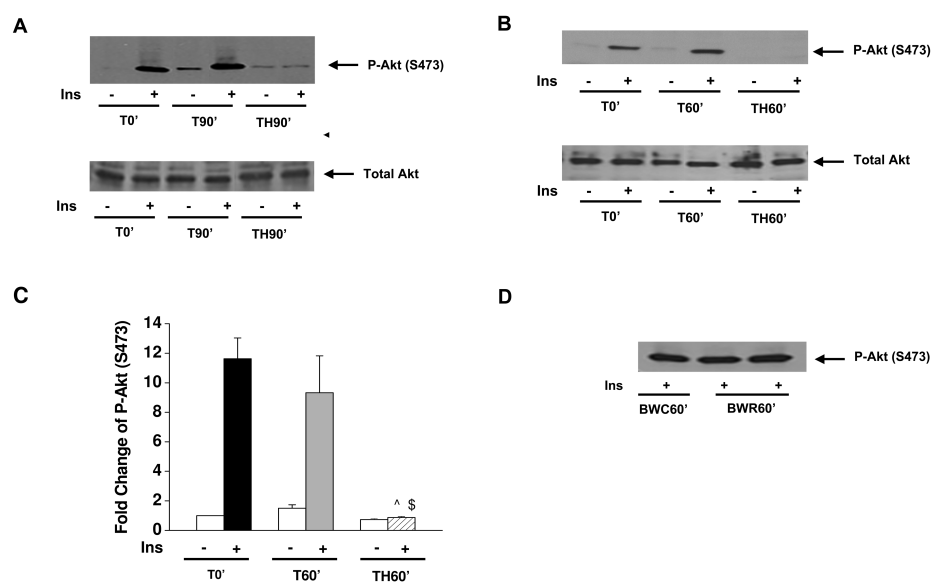 A
P-Akt (S473)
Ins - + - + - +
T0' T90' TH90'
Total Akt
Ins - + - + - +
T0' T90' TH90'
B
P-Akt (S473)
Ins - + - + - +
T0' T60' TH60'
Total Akt
Ins - + - + - +
T0' T60' TH60'
C
Fold Change of P-Akt (S473)
14
12
10
8
6
4
2
0
^ $
Ins - + - + - +
T0' T60' TH60'
D
P-Akt (S473)
Ins + + +
BWC60' BWR60'